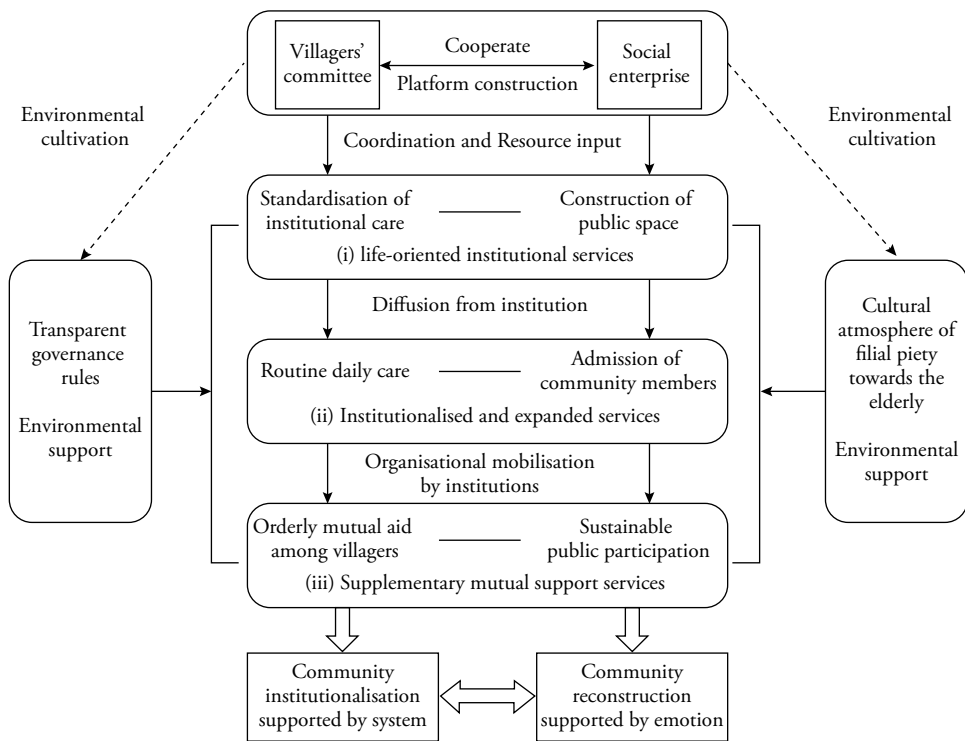 Villagers’
committee
Cooperate
Platform construction
Social
enterprise
Environmental
cultivation
Environmental
cultivation
Coordination and Resource input
Standardisation of
institutional care
Construction of
public space
(i) life-oriented institutional services
Diffusion from institution
Transparent
governance
rules
Environmental
support
Routine daily care
Admission of
community members
(ii) Institutionalised and expanded services
Cultural
atmosphere of
filial piety
towards the
elderly
Environmental
support
Organisational mobilisation
by institutions
Orderly mutual aid
among villagers
Sustainable
public participation
(iii) Supplementary mutual support services
Community
institutionalisation
supported by system
Community
reconstruction
supported by emotion